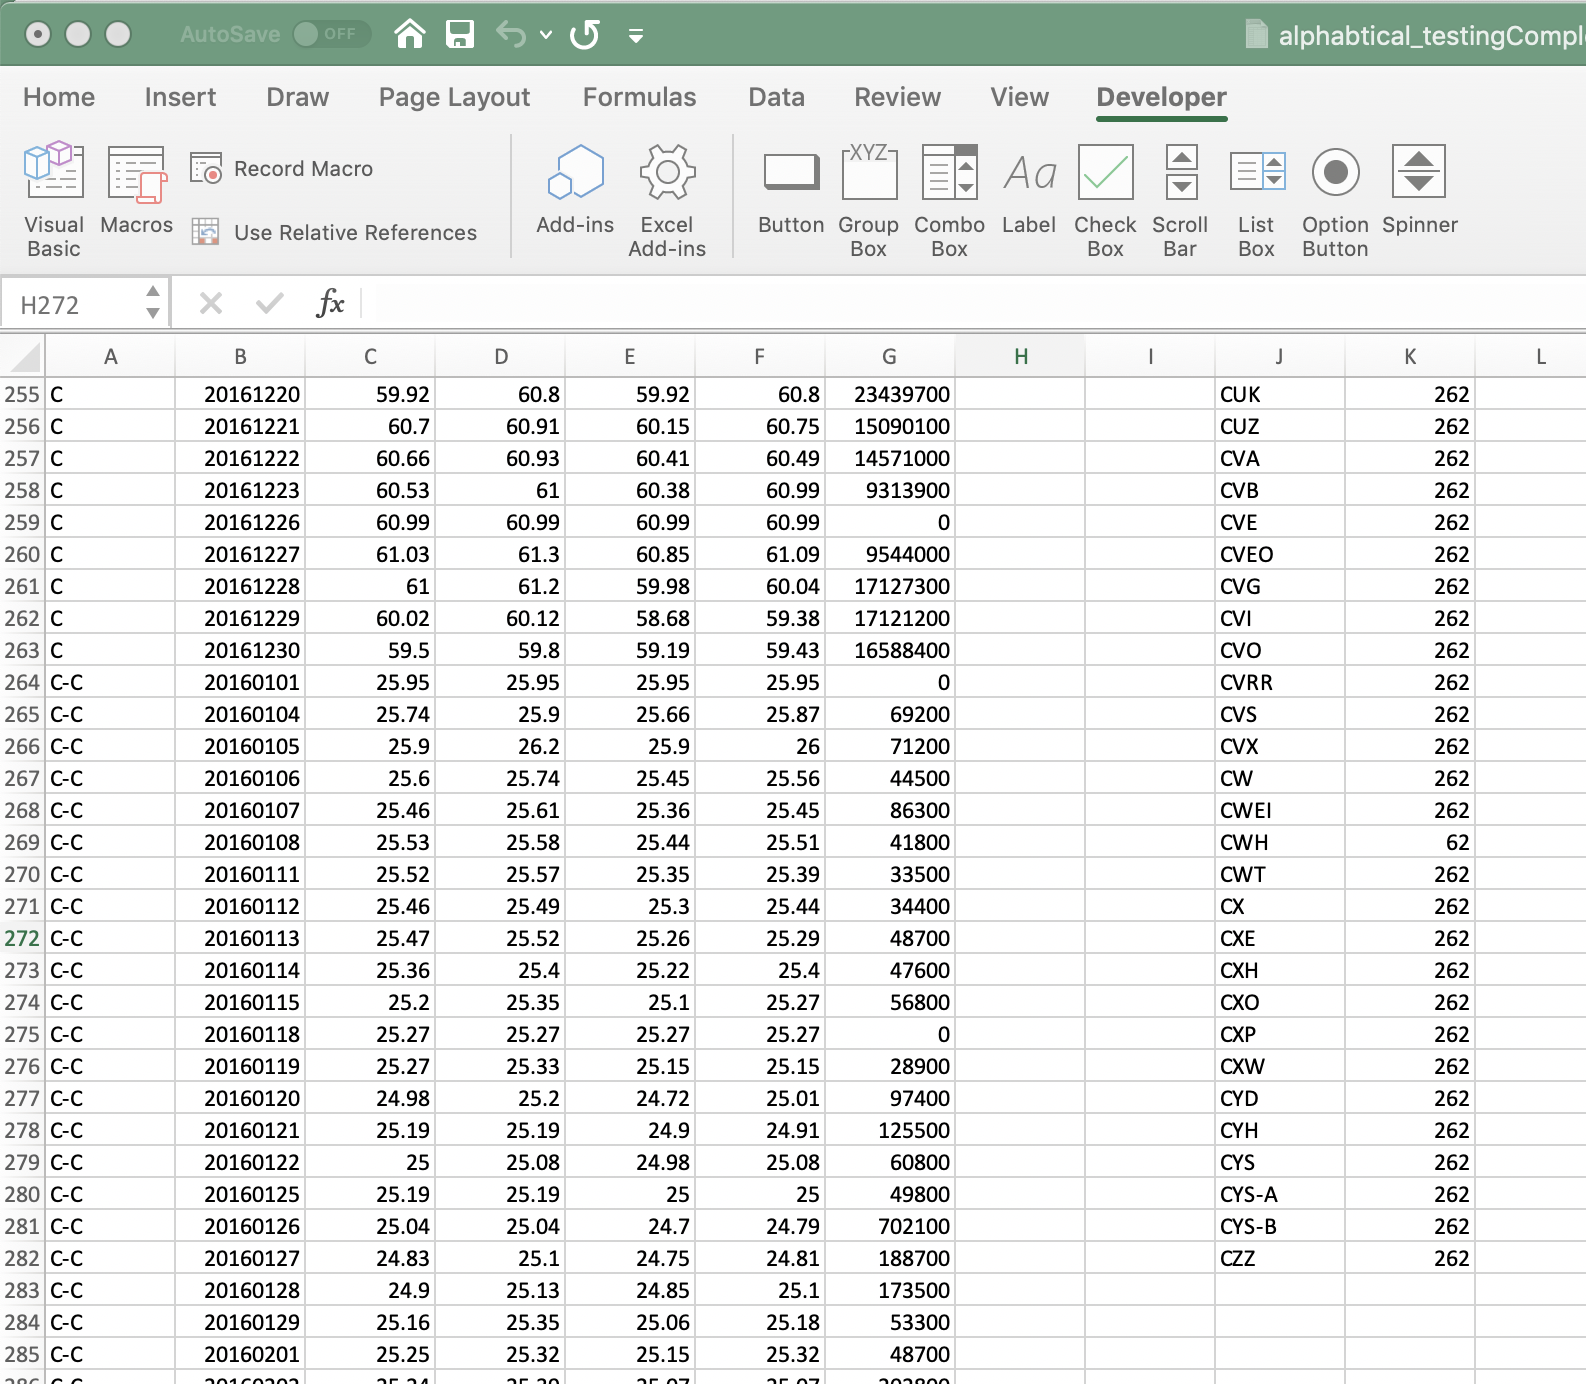 AutoSave OFF alphabtical_testingCompl
Home Insert Draw Page Layout Formulas Data Review View Developer
Visual Basic Macros Record Macro Use Relative References Add-ins Excel Add-ins Button Group Box Combo Box Label Check Box Scroll Bar List Box Option Button Spinner
XYZ Aa
H272 fx
A B C D E F G H I J K L
255 C 20161220 59.92 60.8 59.92 60.8 23439700 CUK 262
256 C 20161221 60.7 60.91 60.15 60.75 15090100 CUZ 262
257 C 20161222 60.66 60.93 60.41 60.49 14571000 CVA 262
258 C 20161223 60.53 61 60.38 60.99 9313900 CVB 262
259 C 20161226 60.99 60.99 60.99 60.99 0 CVE 262
260 C 20161227 61.03 61.3 60.85 61.09 9544000 CVEO 262
261 C 20161228 61 61.2 59.98 60.04 17127300 CVG 262
262 C 20161229 60.02 60.12 58.68 59.38 17121200 CVI 262
263 C 20161230 59.5 59.8 59.19 59.43 16588400 CVO 262
264 C-C 20160101 25.95 25.95 25.95 25.95 0 CVRR 262
265 C-C 20160104 25.74 25.9 25.66 25.87 69200 CVS 262
266 C-C 20160105 25.9 26.2 25.9 26 71200 CVX 262
267 C-C 20160106 25.6 25.74 25.45 25.56 44500 CW 262
268 C-C 20160107 25.46 25.61 25.36 25.45 86300 CWEI 262
269 C-C 20160108 25.53 25.58 25.44 25.51 41800 CWH 62
270 C-C 20160111 25.52 25.57 25.35 25.39 33500 CWT 262
271 C-C 20160112 25.46 25.49 25.3 25.44 34400 CX 262
272 C-C 20160113 25.47 25.52 25.26 25.29 48700 CXE 262
273 C-C 20160114 25.36 25.4 25.22 25.4 47600 CXH 262
274 C-C 20160115 25.2 25.35 25.1 25.27 56800 CXO 262
275 C-C 20160118 25.27 25.27 25.27 25.27 0 CXP 262
276 C-C 20160119 25.27 25.33 25.15 25.15 28900 CXW 262
277 C-C 20160120 24.98 25.2 24.72 25.01 97400 CYD 262
278 C-C 20160121 25.19 25.19 24.9 24.91 125500 CYH 262
279 C-C 20160122 25 25.08 24.98 25.08 60800 CYS 262
280 C-C 20160125 25.19 25.19 25 25 49800 CYS-A 262
281 C-C 20160126 25.04 25.04 24.7 24.79 702100 CYS-B 262
282 C-C 20160127 24.83 25.1 24.75 24.81 188700 CZZ 262
283 C-C 20160128 24.9 25.13 24.85 25.1 173500
284 C-C 20160129 25.16 25.35 25.06 25.18 53300
285 C-C 20160201 25.25 25.32 25.15 25.32 48700